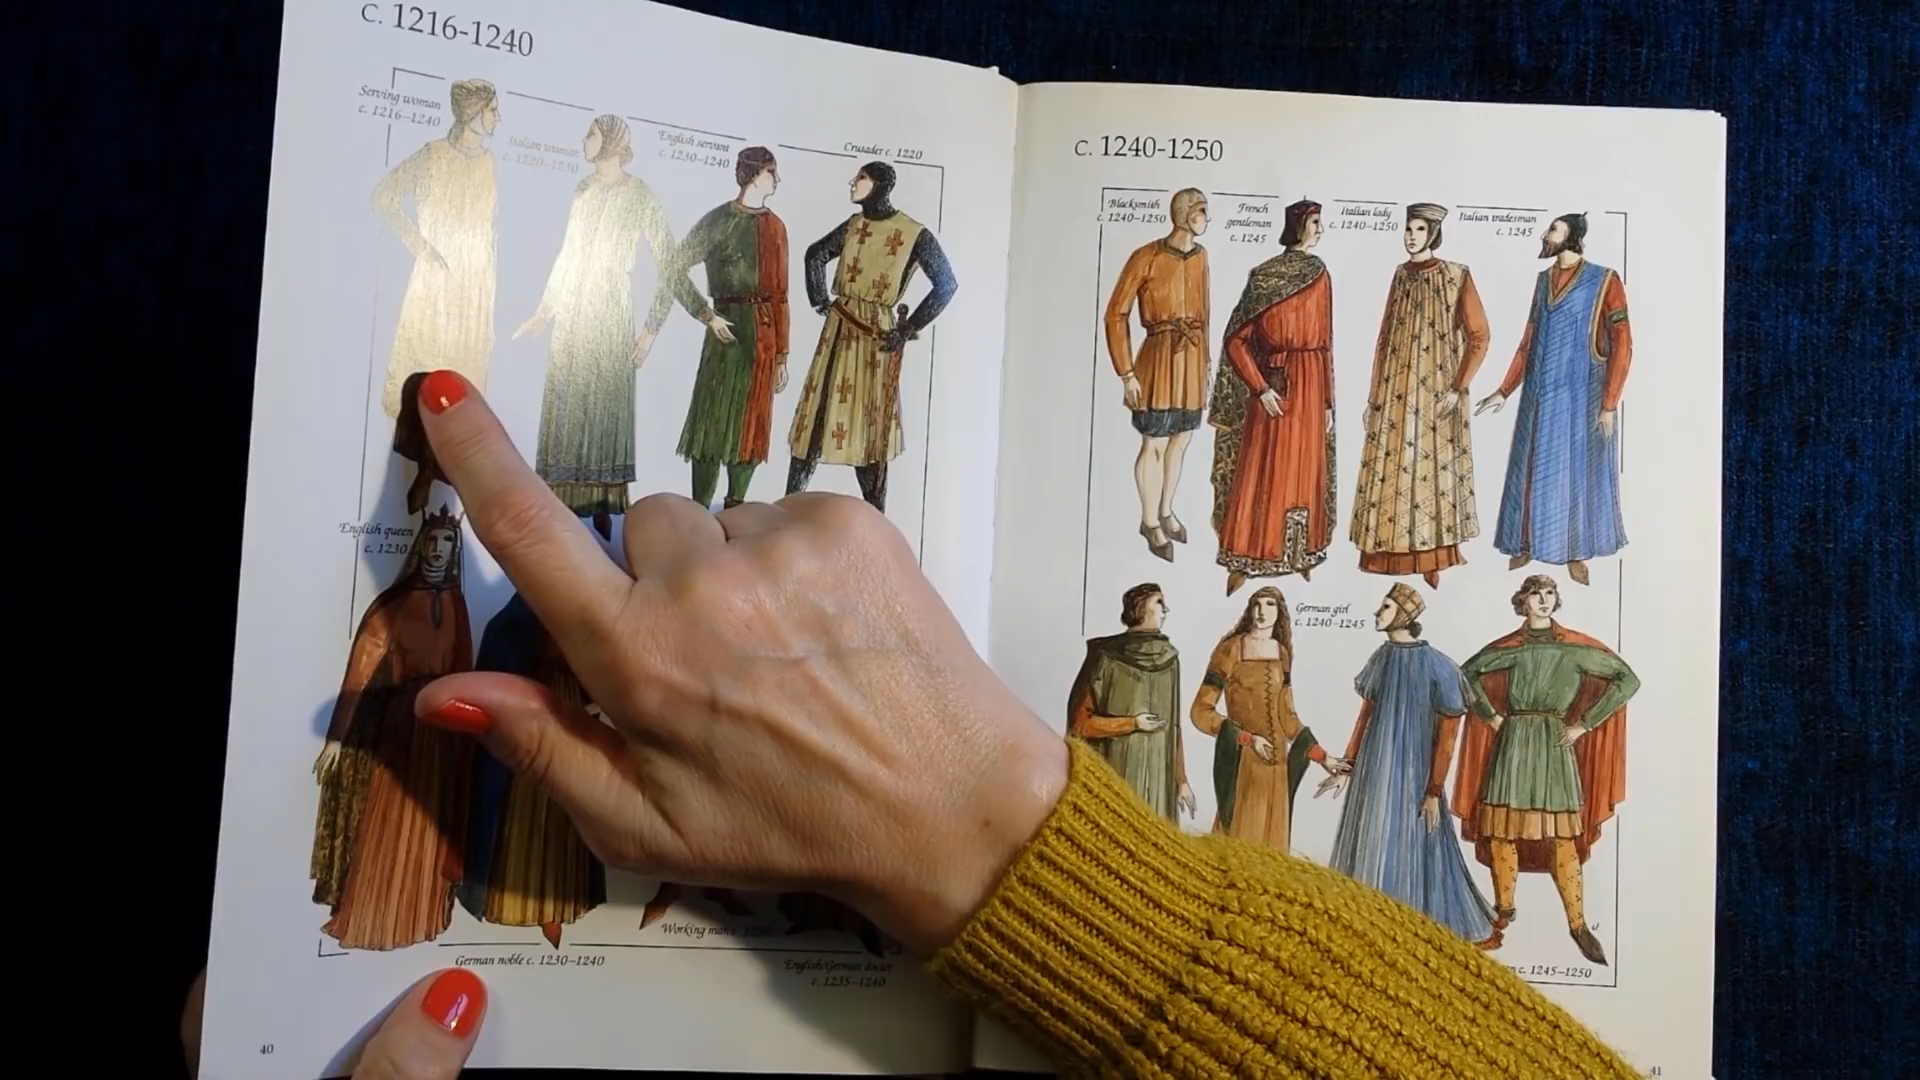 c. 1216-1240
Serving woman
c. 1216–1240
Italian woman
c. 1220–1230
English servant
c. 1230–1240
Crusader c. 1220
English queen
c. 1230
Working man c.
German noble c. 1230–1240
English/German doctor
c. 1235–1240
40
c. 1240-1250
Blacksmith
c. 1240–1250
French
gentleman
c. 1245
Italian lady
c. 1240–1250
Italian tradesman
c. 1245
German girl
c. 1240–1245
c. 1245–1250
41